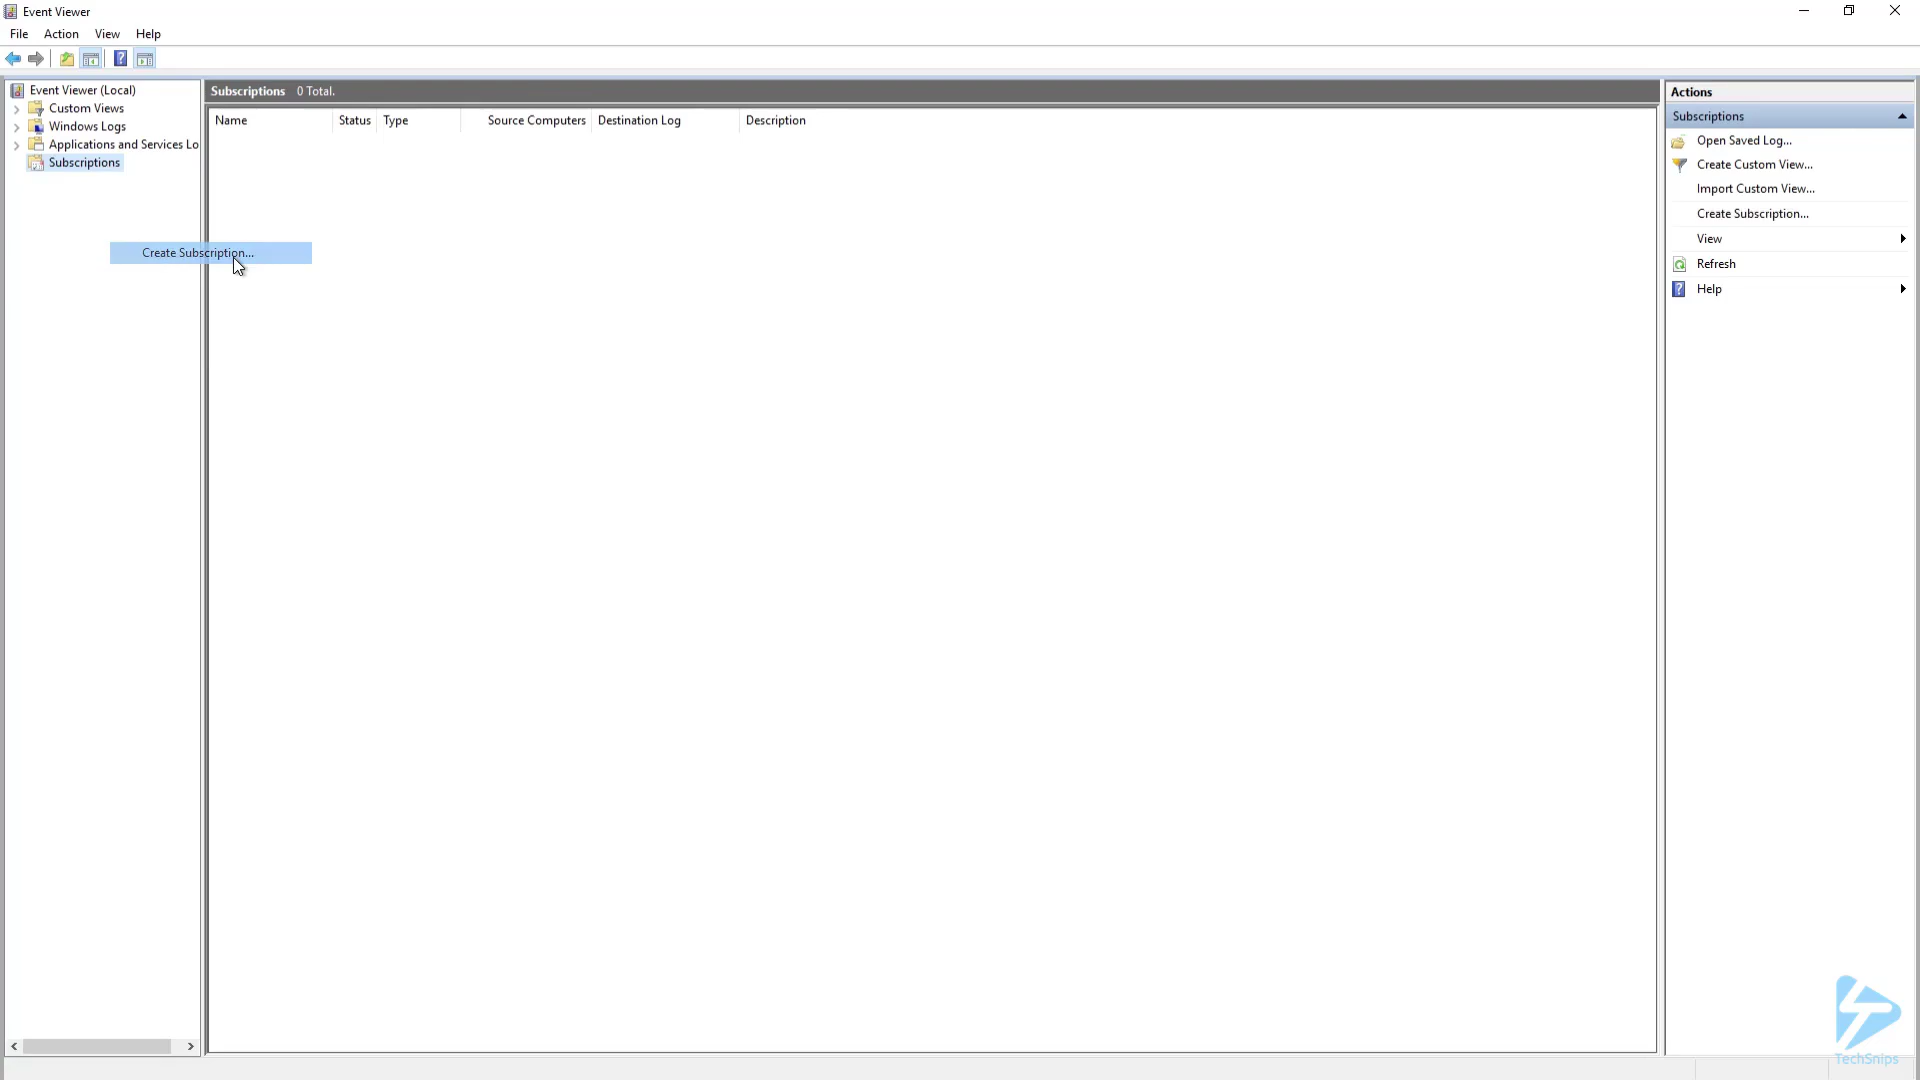 Event Viewer
File Action View Help
Event Viewer (Local)
Custom Views
Windows Logs
Applications and Services Lo
Subscriptions
Subscriptions 0 Total.
Name Status Type Source Computers Destination Log Description
Create Subscription...
Actions
Subscriptions
Open Saved Log...
Create Custom View...
Import Custom View...
Create Subscription...
View
Refresh
Help
TechSnips